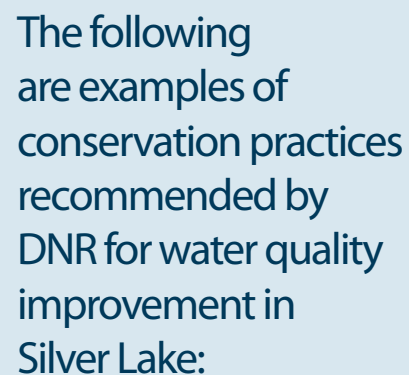 The following
are examples of
conservation practices
recommended by
DNR for water quality
improvement in
Silver Lake: